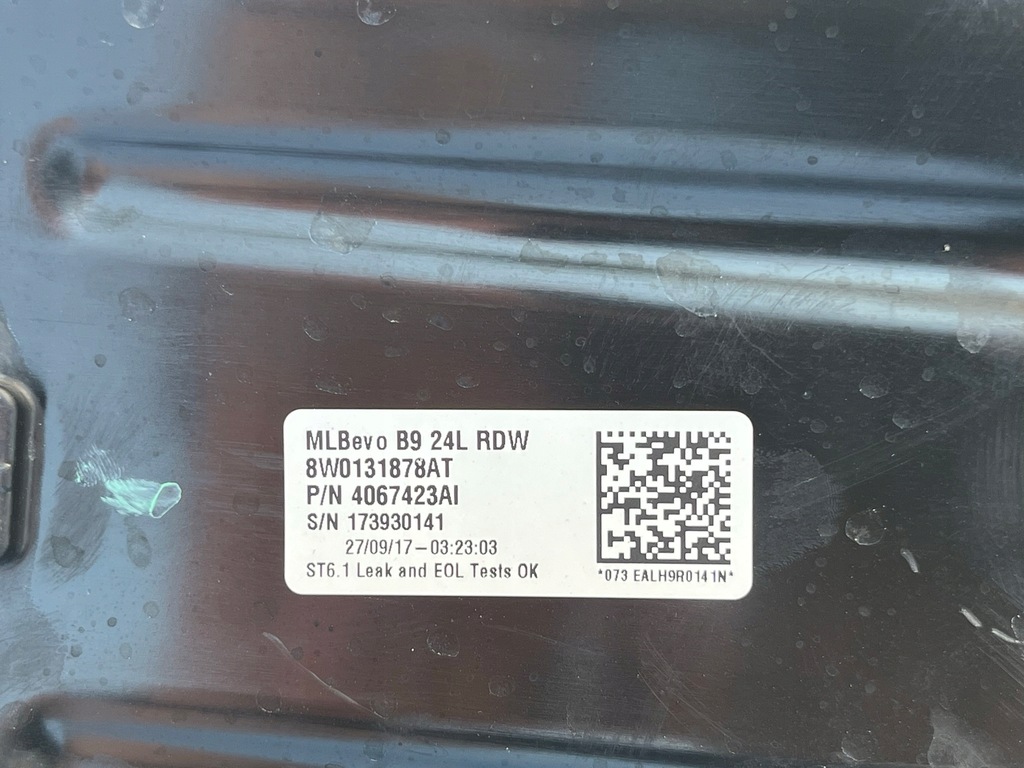 MLBevo B9 24L RDW
8W0131878AT
P/N 4067423AI
S/N 173930141
27/09/17-03:23:03
ST6.1 Leak and EOL Tests OK
*073 EALH9R0141N*